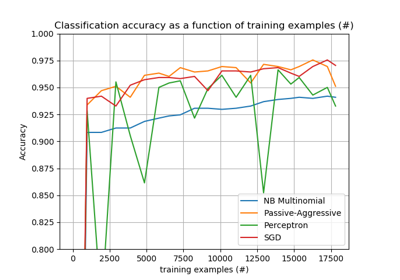 Classification accuracy as a function of training examples (#)
1.000
0.975
0.950
0.925
0.900
0.875
0.850
0.825
0.800
Accuracy
NB Multinomial
Passive-Aggressive
Perceptron
SGD
0 2500 5000 7500 10000 12500 15000 17500
training examples (#)